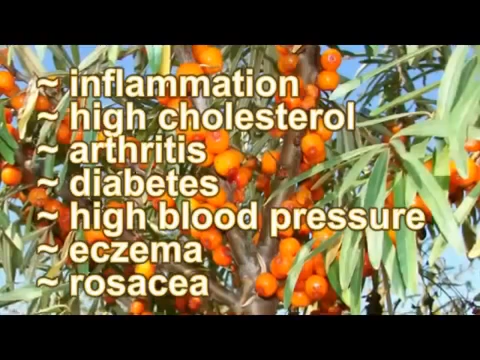 ~ inflammation
~ high cholesterol
~ arthritis
~ diabetes
~ high blood pressure
~ eczema
~ rosacea